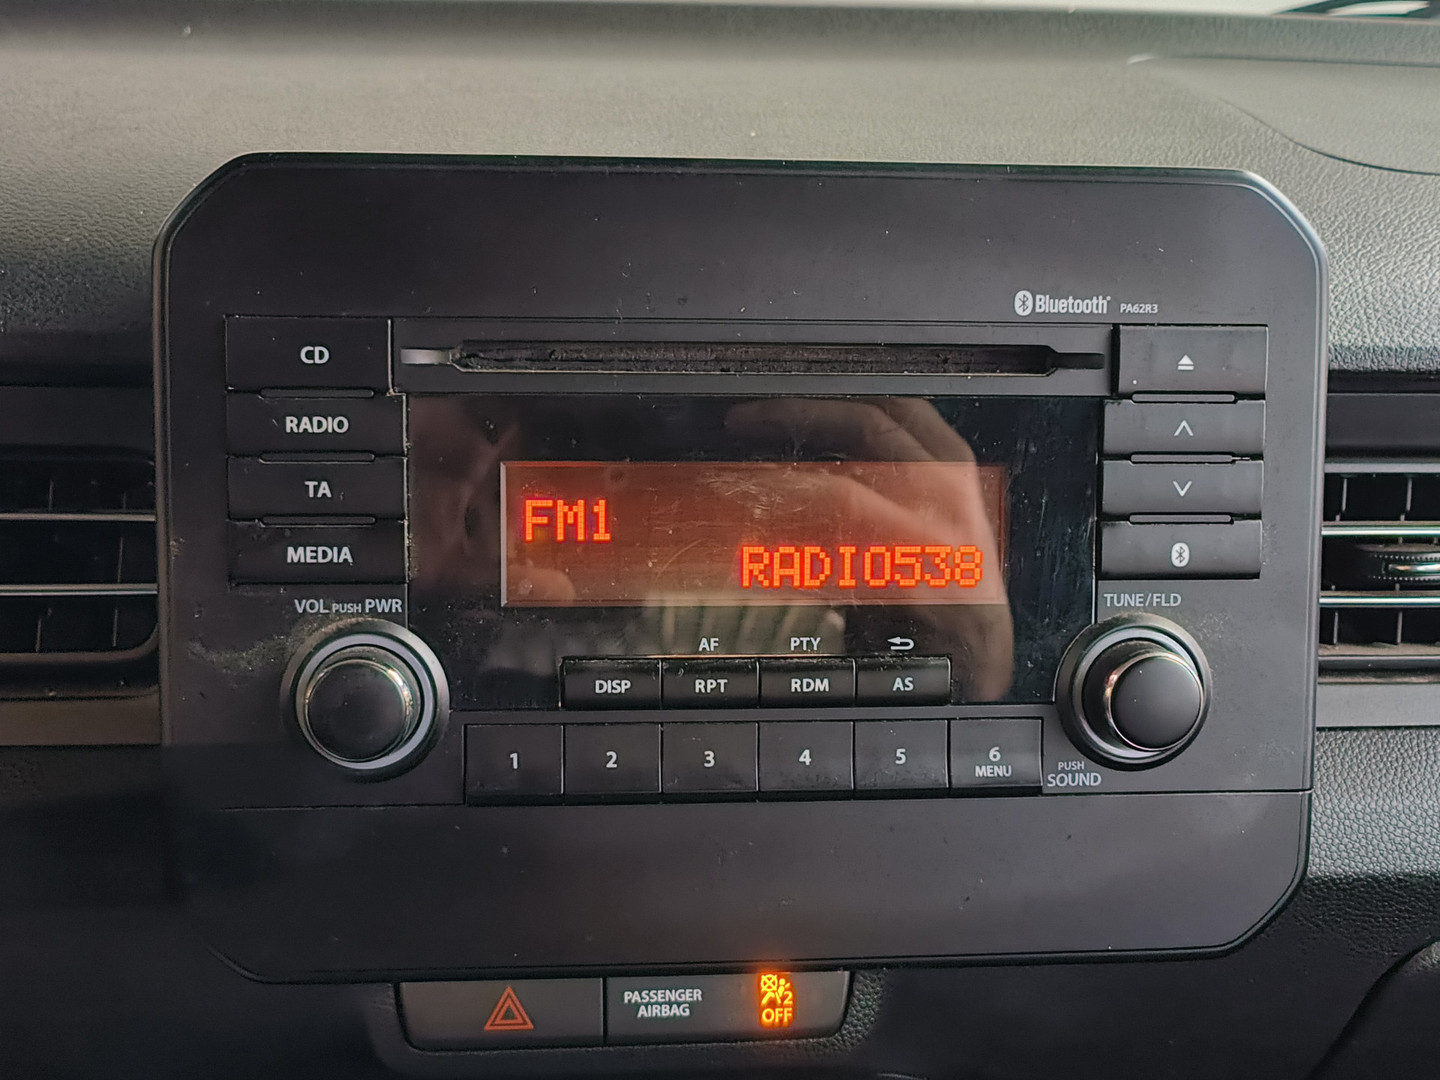 Bluetooth® PA62R3
CD
RADIO
TA
MEDIA
FM1
RADIO538
VOL PUSH PWR
TUNE/FLD
AF PTY
DISP RPT RDM AS
1 2 3 4 5 6
MENU
PUSH
SOUND
PASSENGER
AIRBAG
2
OFF